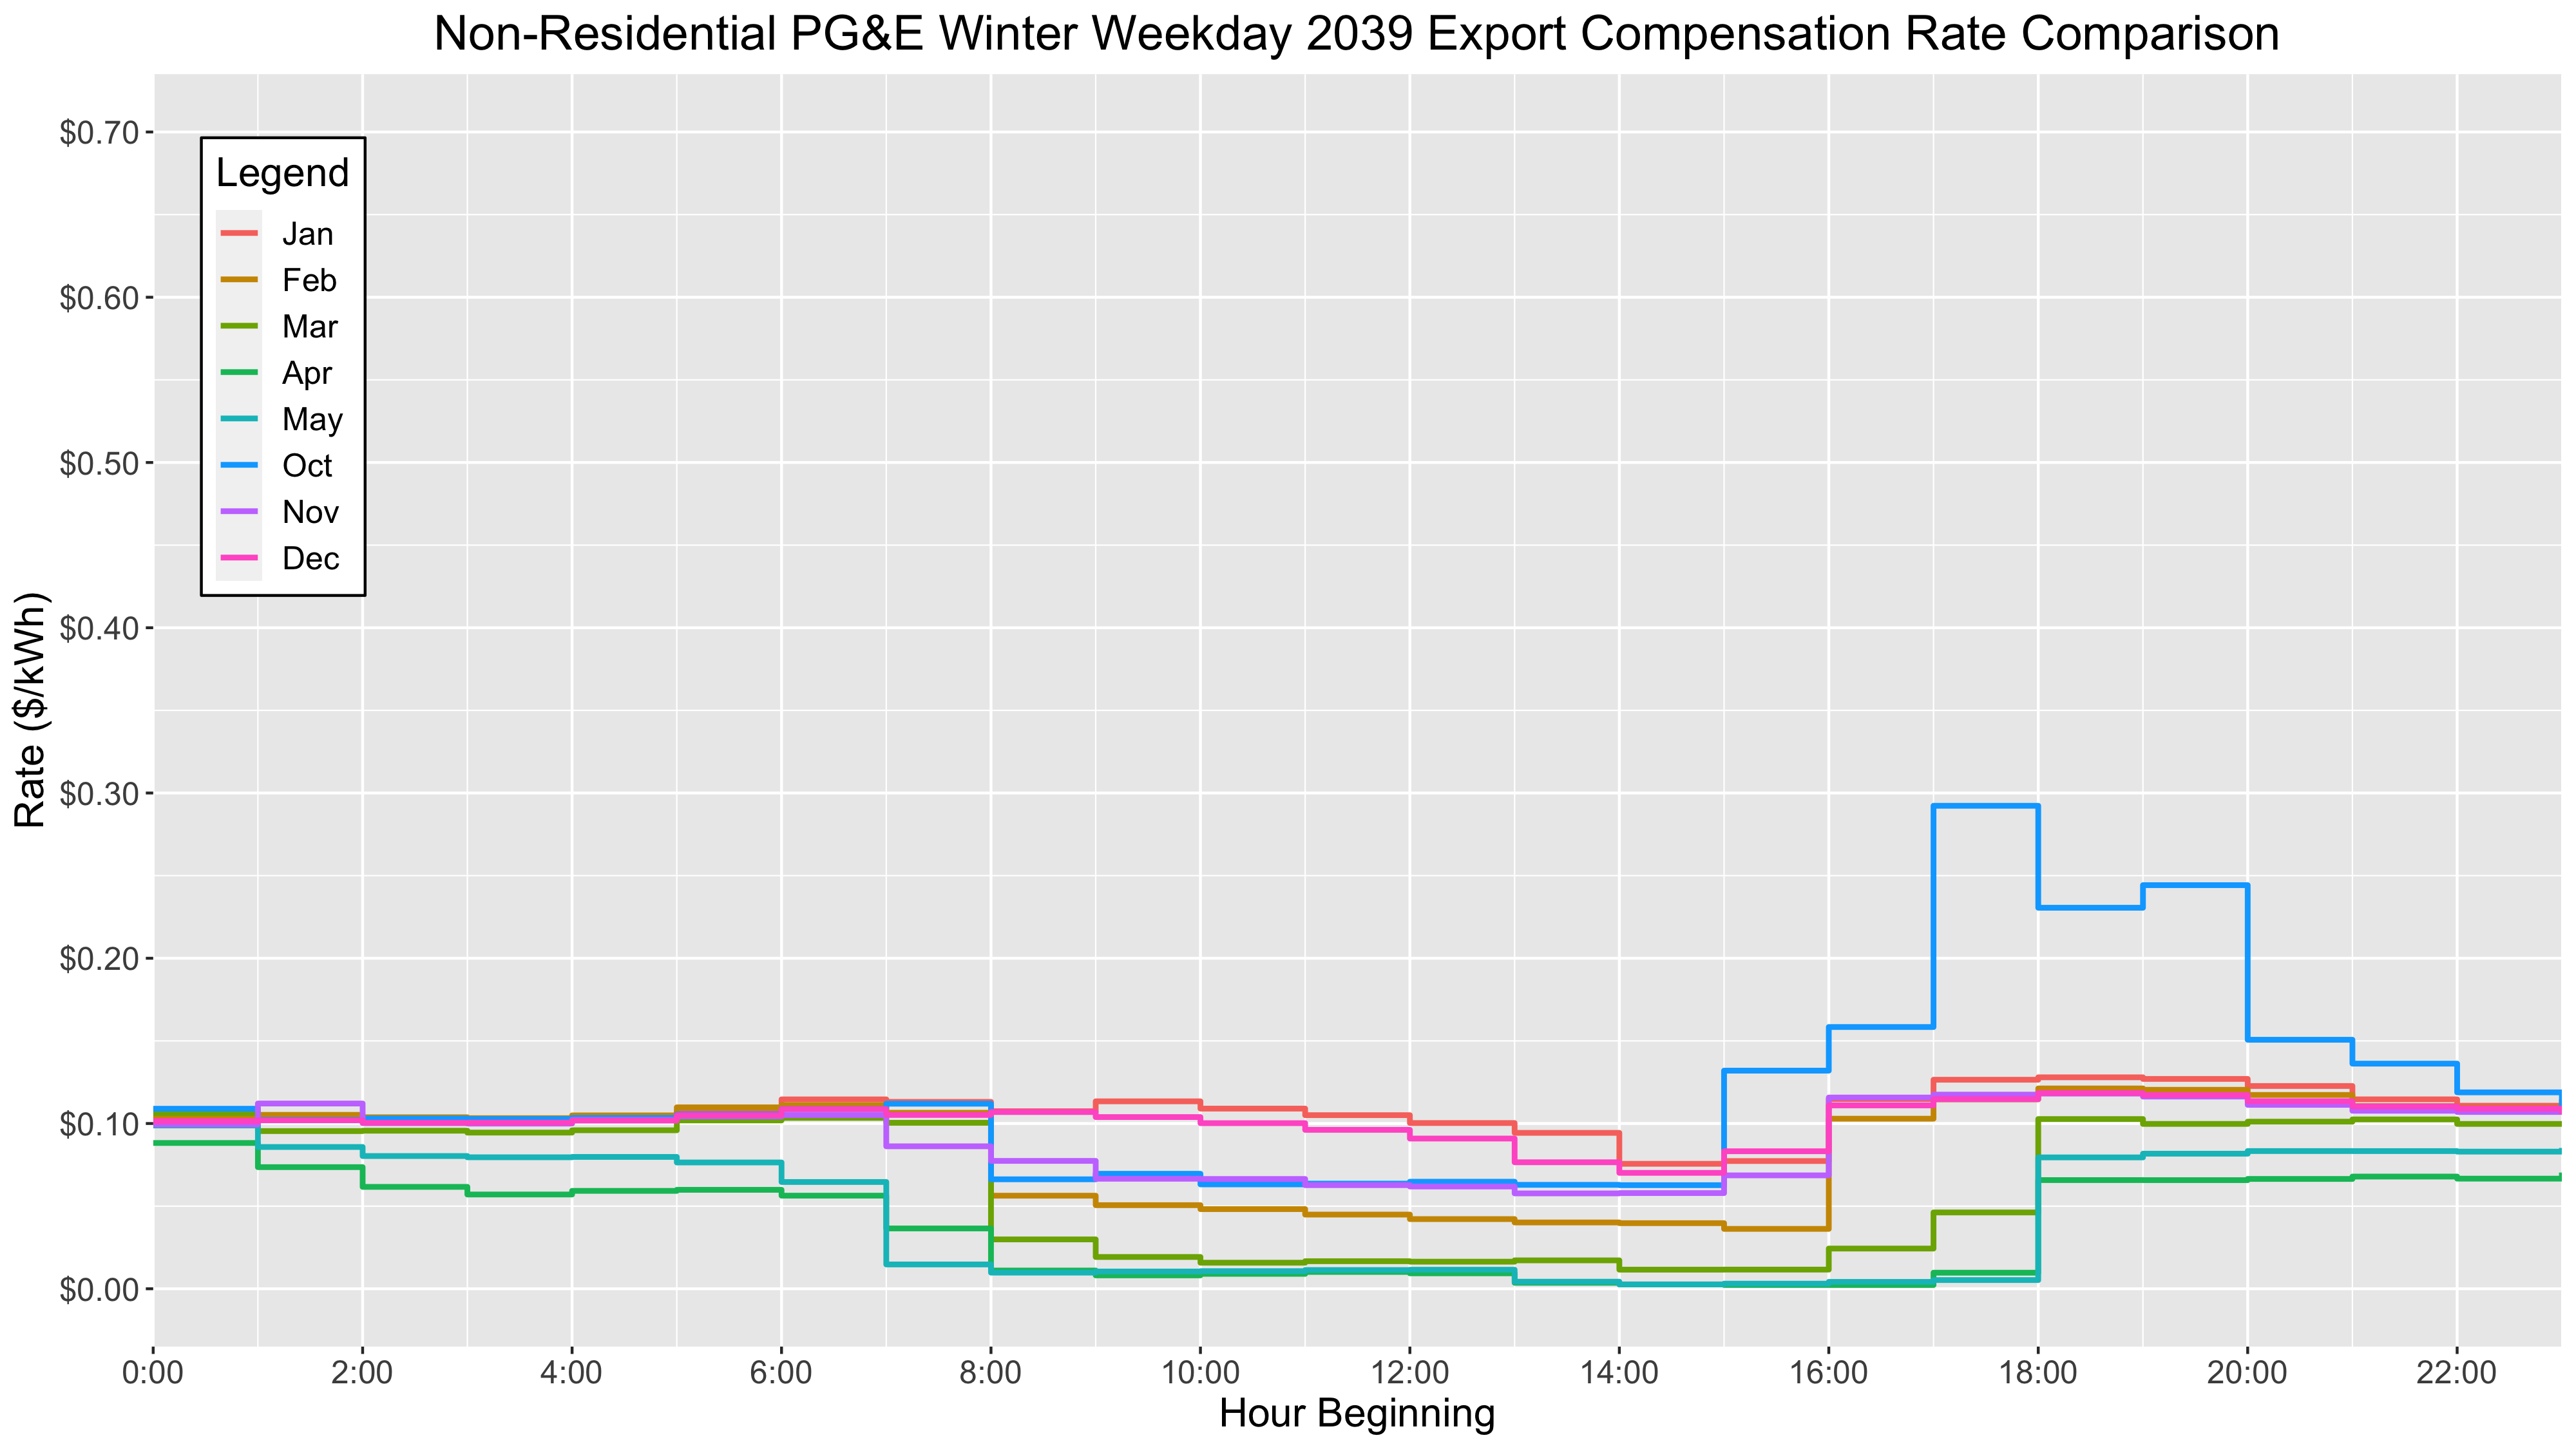 Non-Residential PG&E Winter Weekday 2039 Export Compensation Rate Comparison
$0.70
$0.60
$0.50
$0.40
$0.30
$0.20
$0.10
$0.00
Rate ($/kWh)
Legend
Jan
Feb
Mar
Apr
May
Oct
Nov
Dec
0:00 2:00 4:00 6:00 8:00 10:00 12:00 14:00 16:00 18:00 20:00 22:00
Hour Beginning